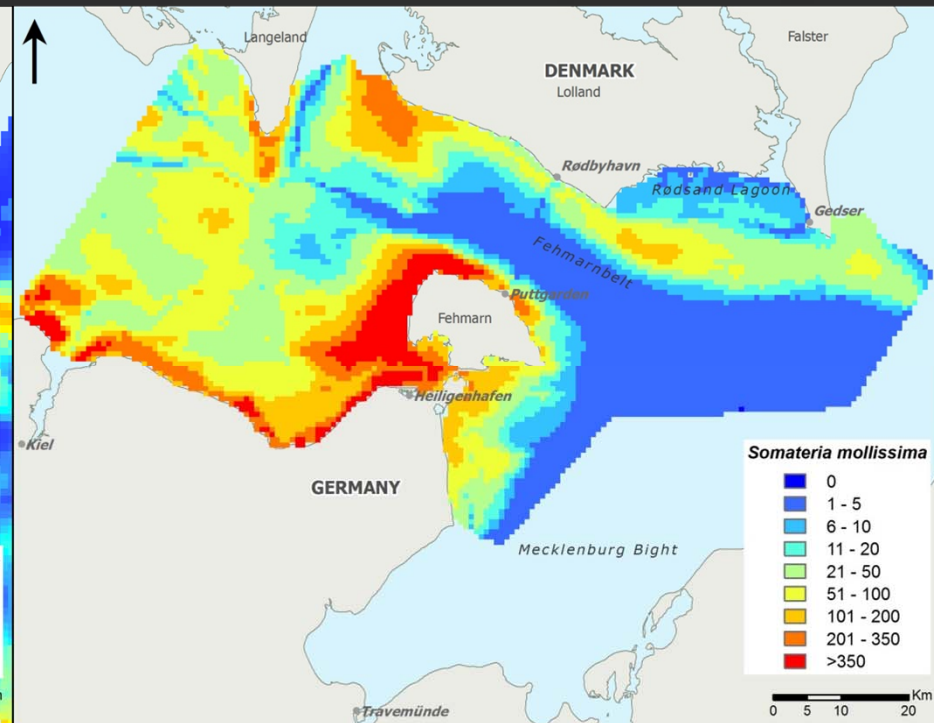 Langeland
Falster
DENMARK
Lolland
Rødbyhavn
Rødsand Lagoon
Gedser
Fehmarnbelt
Puttgarden
Fehmarn
Heiligenhafen
Kiel
GERMANY
Mecklenburg Bight
Travemünde
Somateria mollissima
0
1 - 5
6 - 10
11 - 20
21 - 50
51 - 100
101 - 200
201 - 350
>350
Km
0 5 10 20